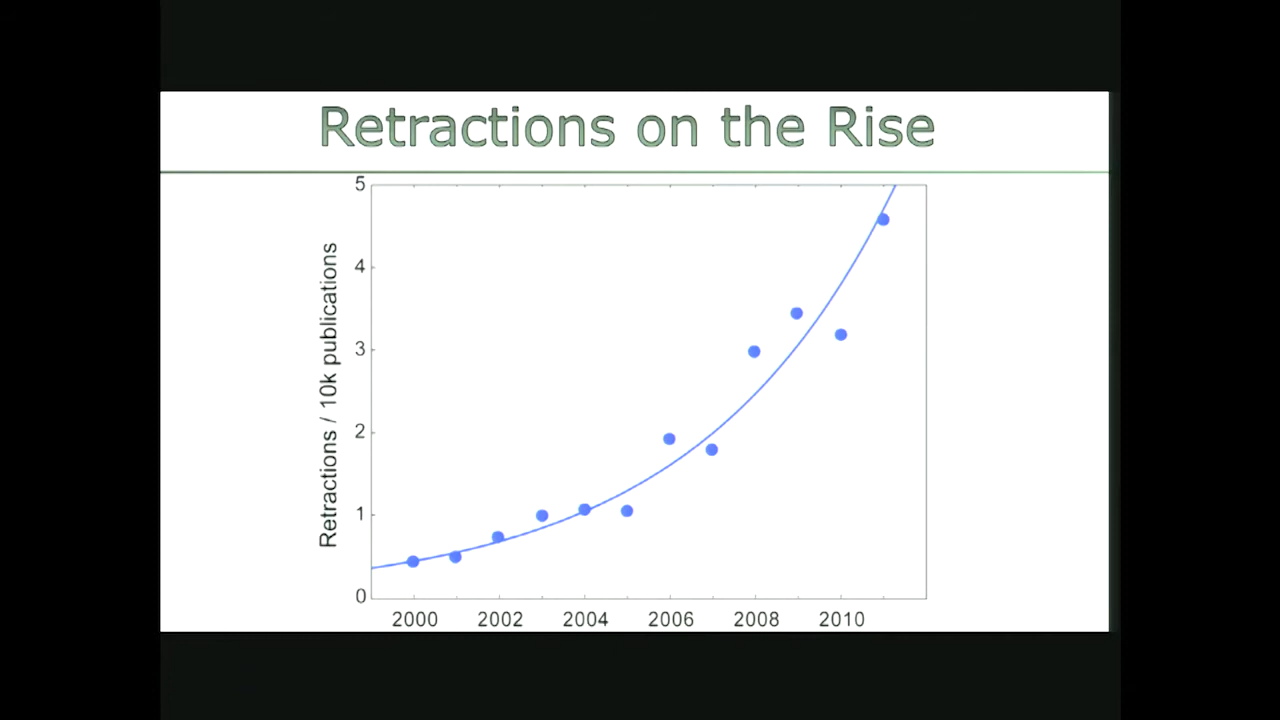 Retractions on the Rise
Retractions / 10k publications
5
4
3
2
1
0
2000 2002 2004 2006 2008 2010